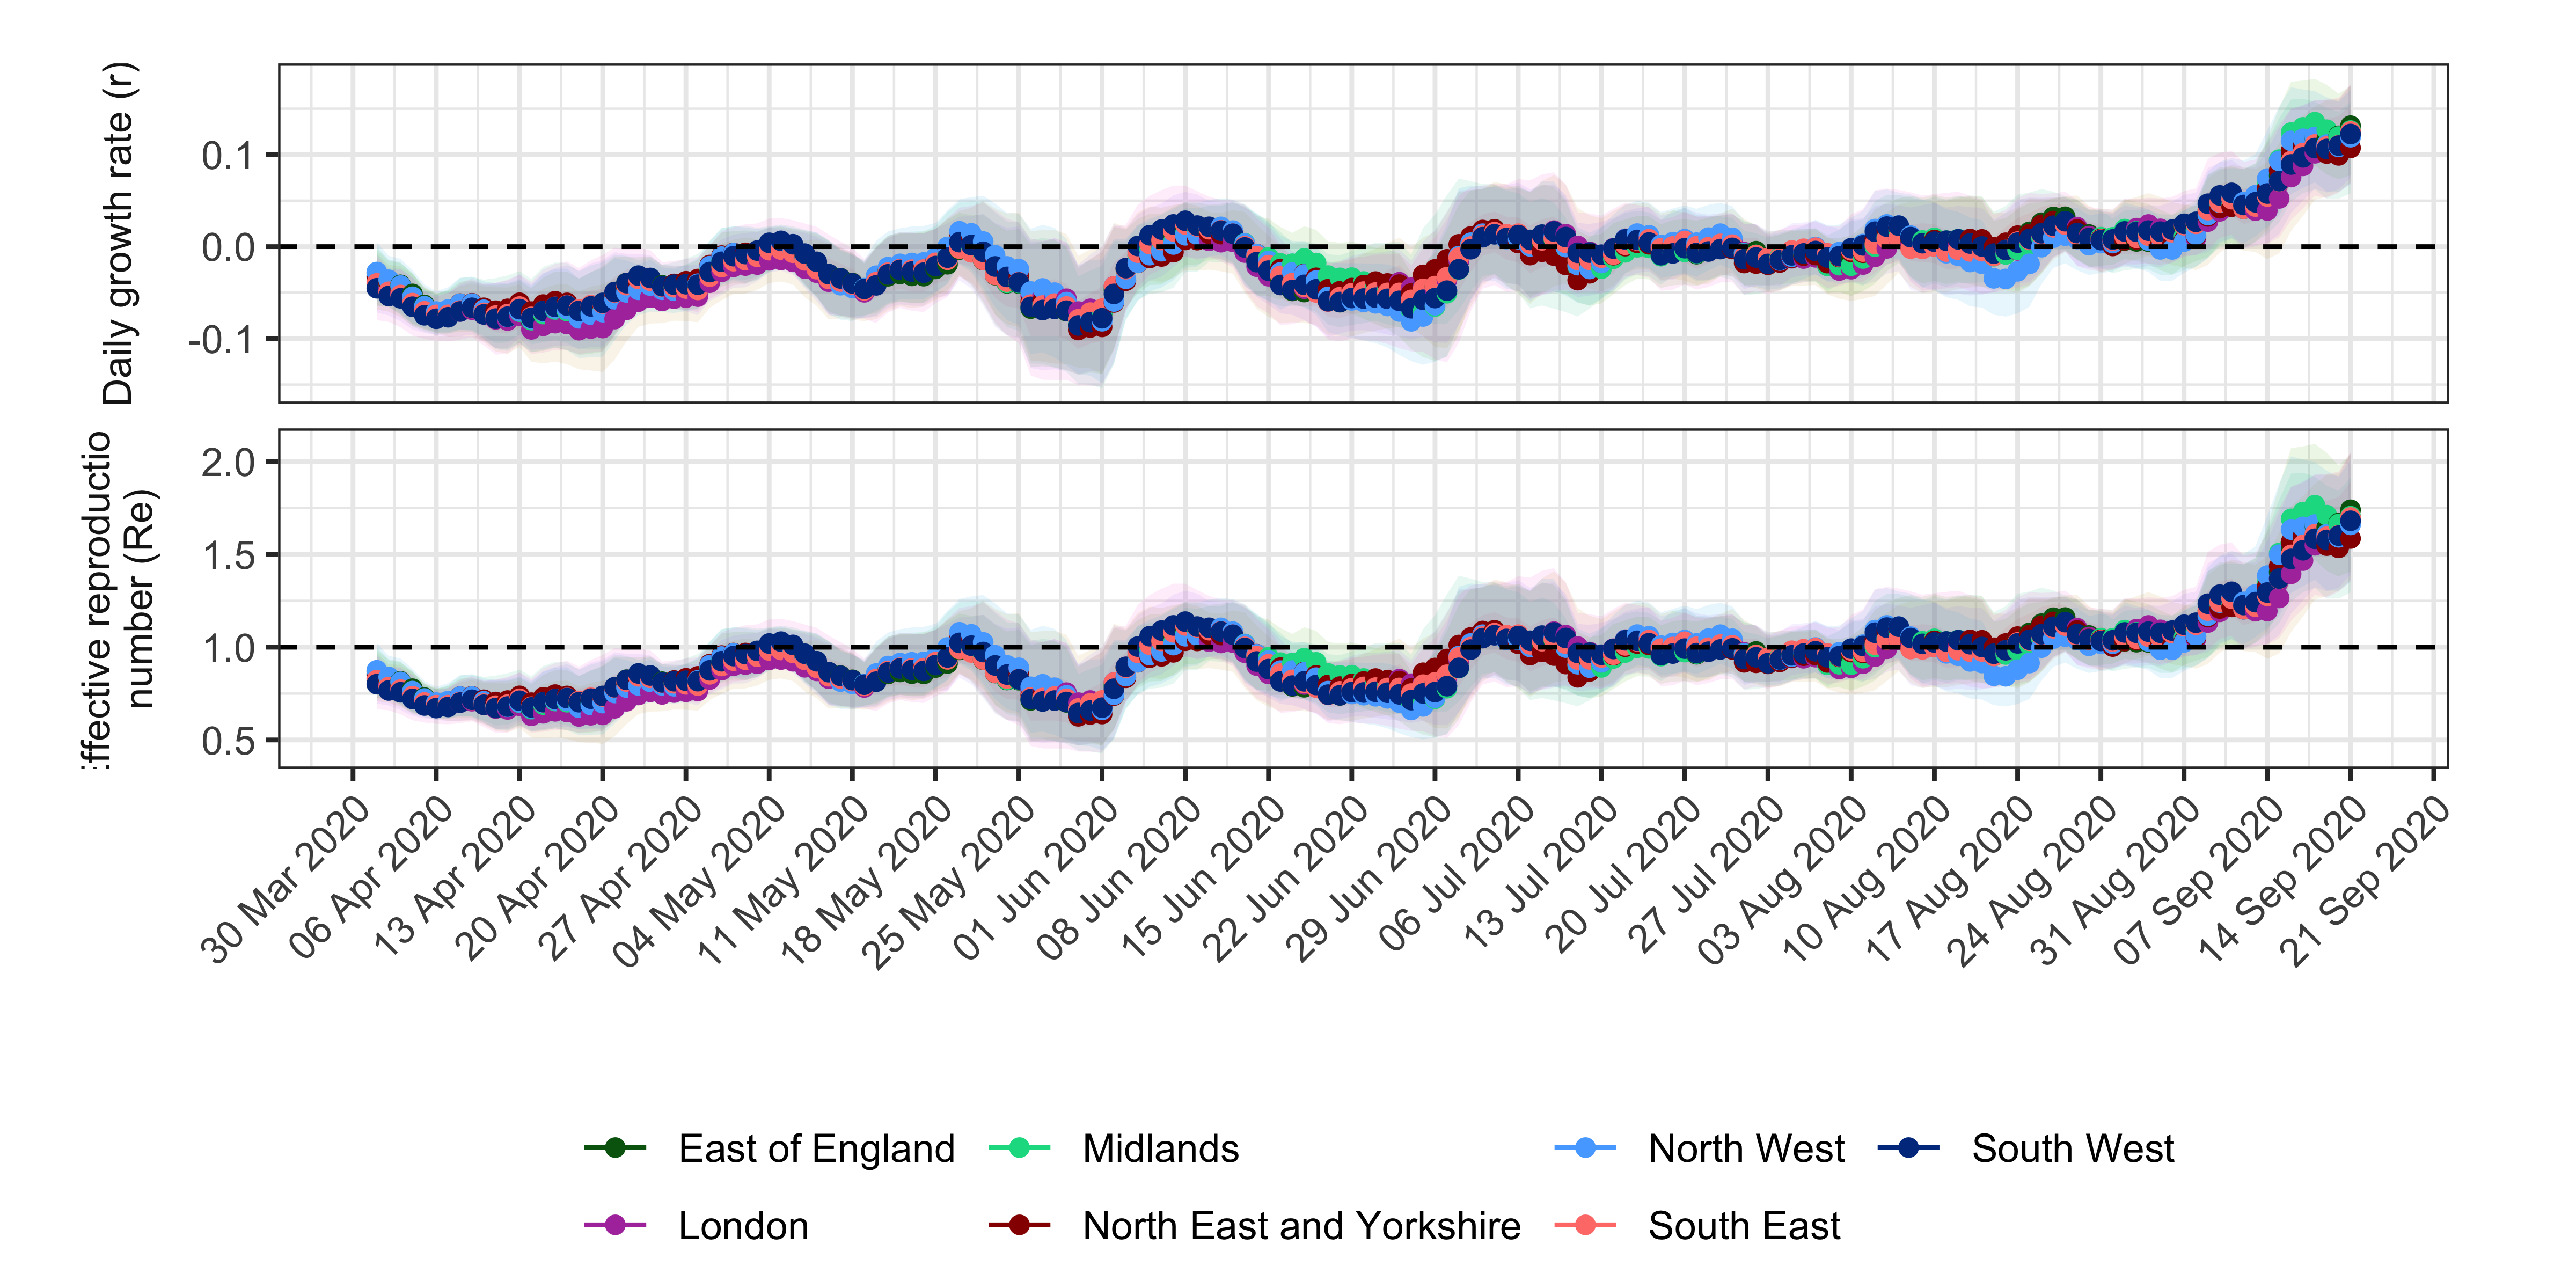 Daily growth rate (r)
0.1
0.0
-0.1
ffective reproductio
number (Re)
2.0
1.5
1.0
0.5
30 Mar 2020
06 Apr 2020
13 Apr 2020
20 Apr 2020
27 Apr 2020
04 May 2020
11 May 2020
18 May 2020
25 May 2020
01 Jun 2020
08 Jun 2020
15 Jun 2020
22 Jun 2020
29 Jun 2020
06 Jul 2020
13 Jul 2020
20 Jul 2020
27 Jul 2020
03 Aug 2020
10 Aug 2020
17 Aug 2020
24 Aug 2020
31 Aug 2020
07 Sep 2020
14 Sep 2020
21 Sep 2020
East of England Midlands North West South West
London North East and Yorkshire South East